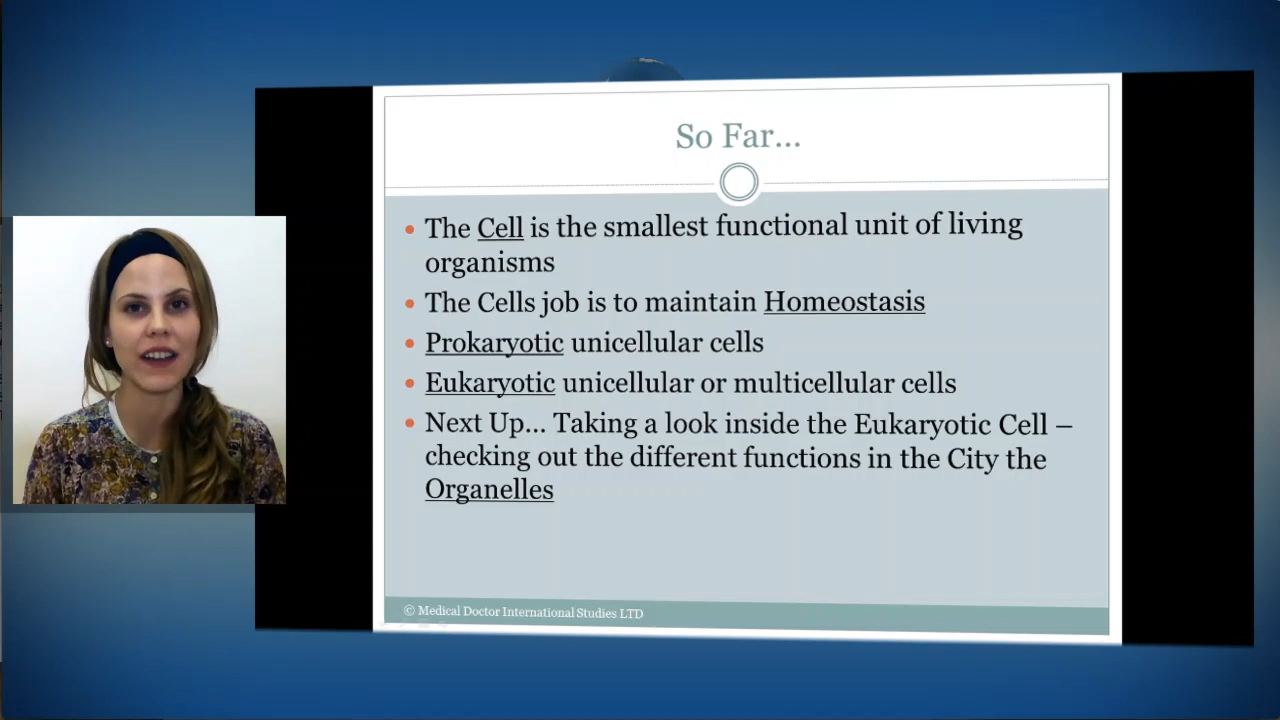 So Far...
• The Cell is the smallest functional unit of living
organisms
• The Cells job is to maintain Homeostasis
• Prokaryotic unicellular cells
• Eukaryotic unicellular or multicellular cells
• Next Up... Taking a look inside the Eukaryotic Cell –
checking out the different functions in the City the
Organelles
© Medical Doctor International Studies LTD